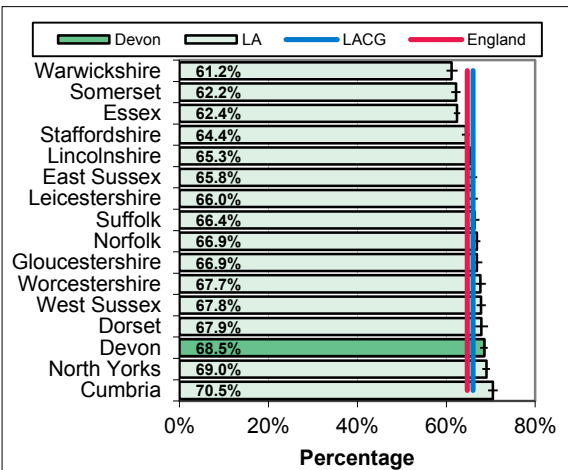 Devon LA LACG England
Warwickshire 61.2%
Somerset 62.2%
Essex 62.4%
Staffordshire 64.4%
Lincolnshire 65.3%
East Sussex 65.8%
Leicestershire 66.0%
Suffolk 66.4%
Norfolk 66.9%
Gloucestershire 66.9%
Worcestershire 67.7%
West Sussex 67.8%
Dorset 67.9%
Devon 68.5%
North Yorks 69.0%
Cumbria 70.5%
0% 20% 40% 60% 80%
Percentage